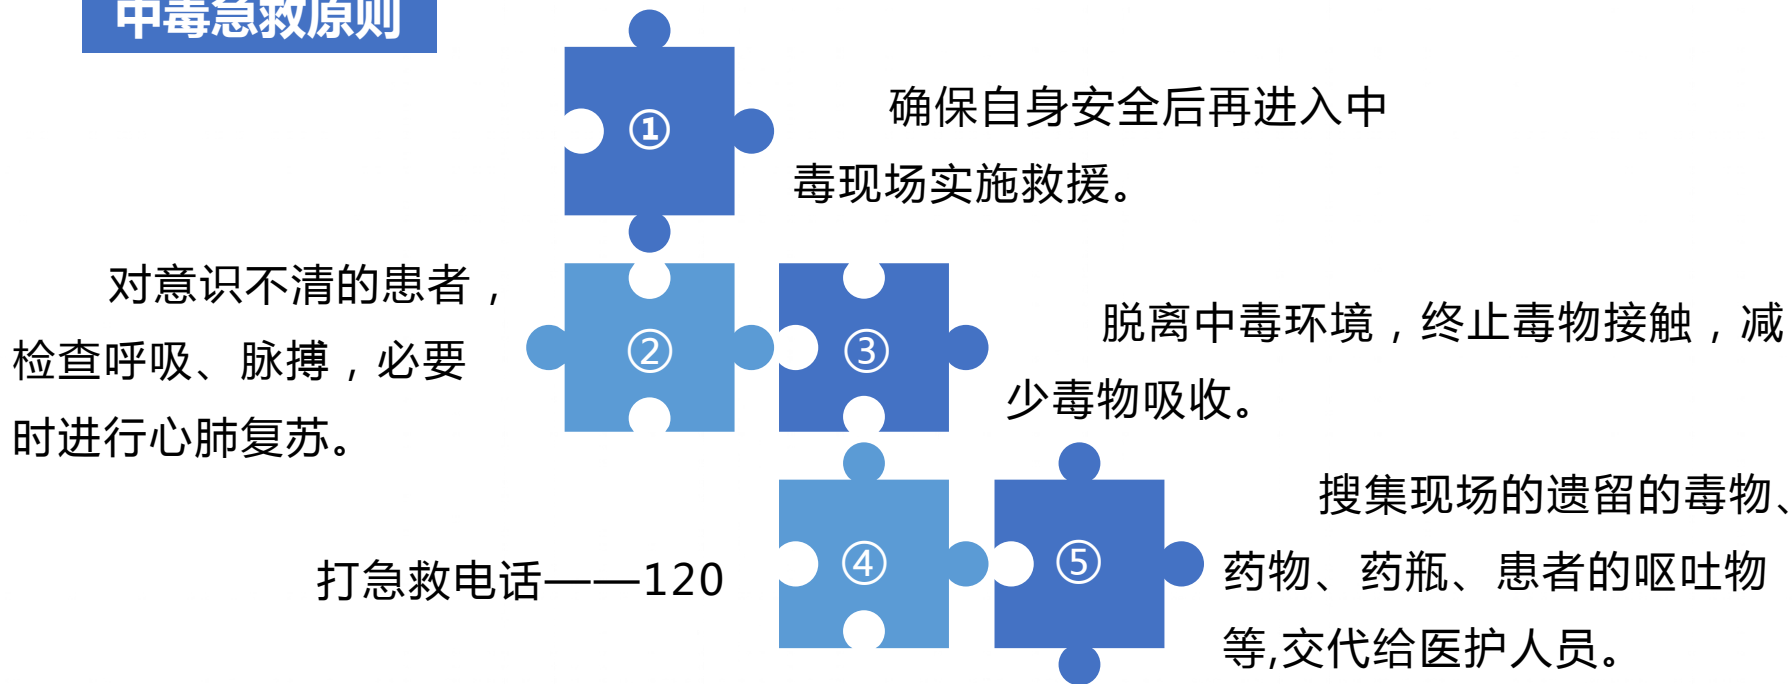 中毒急救原则
①
确保自身安全后再进入中
毒现场实施救援。
对意识不清的患者，
检查呼吸、脉搏，必要
时进行心肺复苏。
②
③
脱离中毒环境，终止毒物接触，减
少毒物吸收。
打急救电话——120
④
⑤
搜集现场的遗留的毒物、
药物、药瓶、患者的呕吐物
等,交代给医护人员。